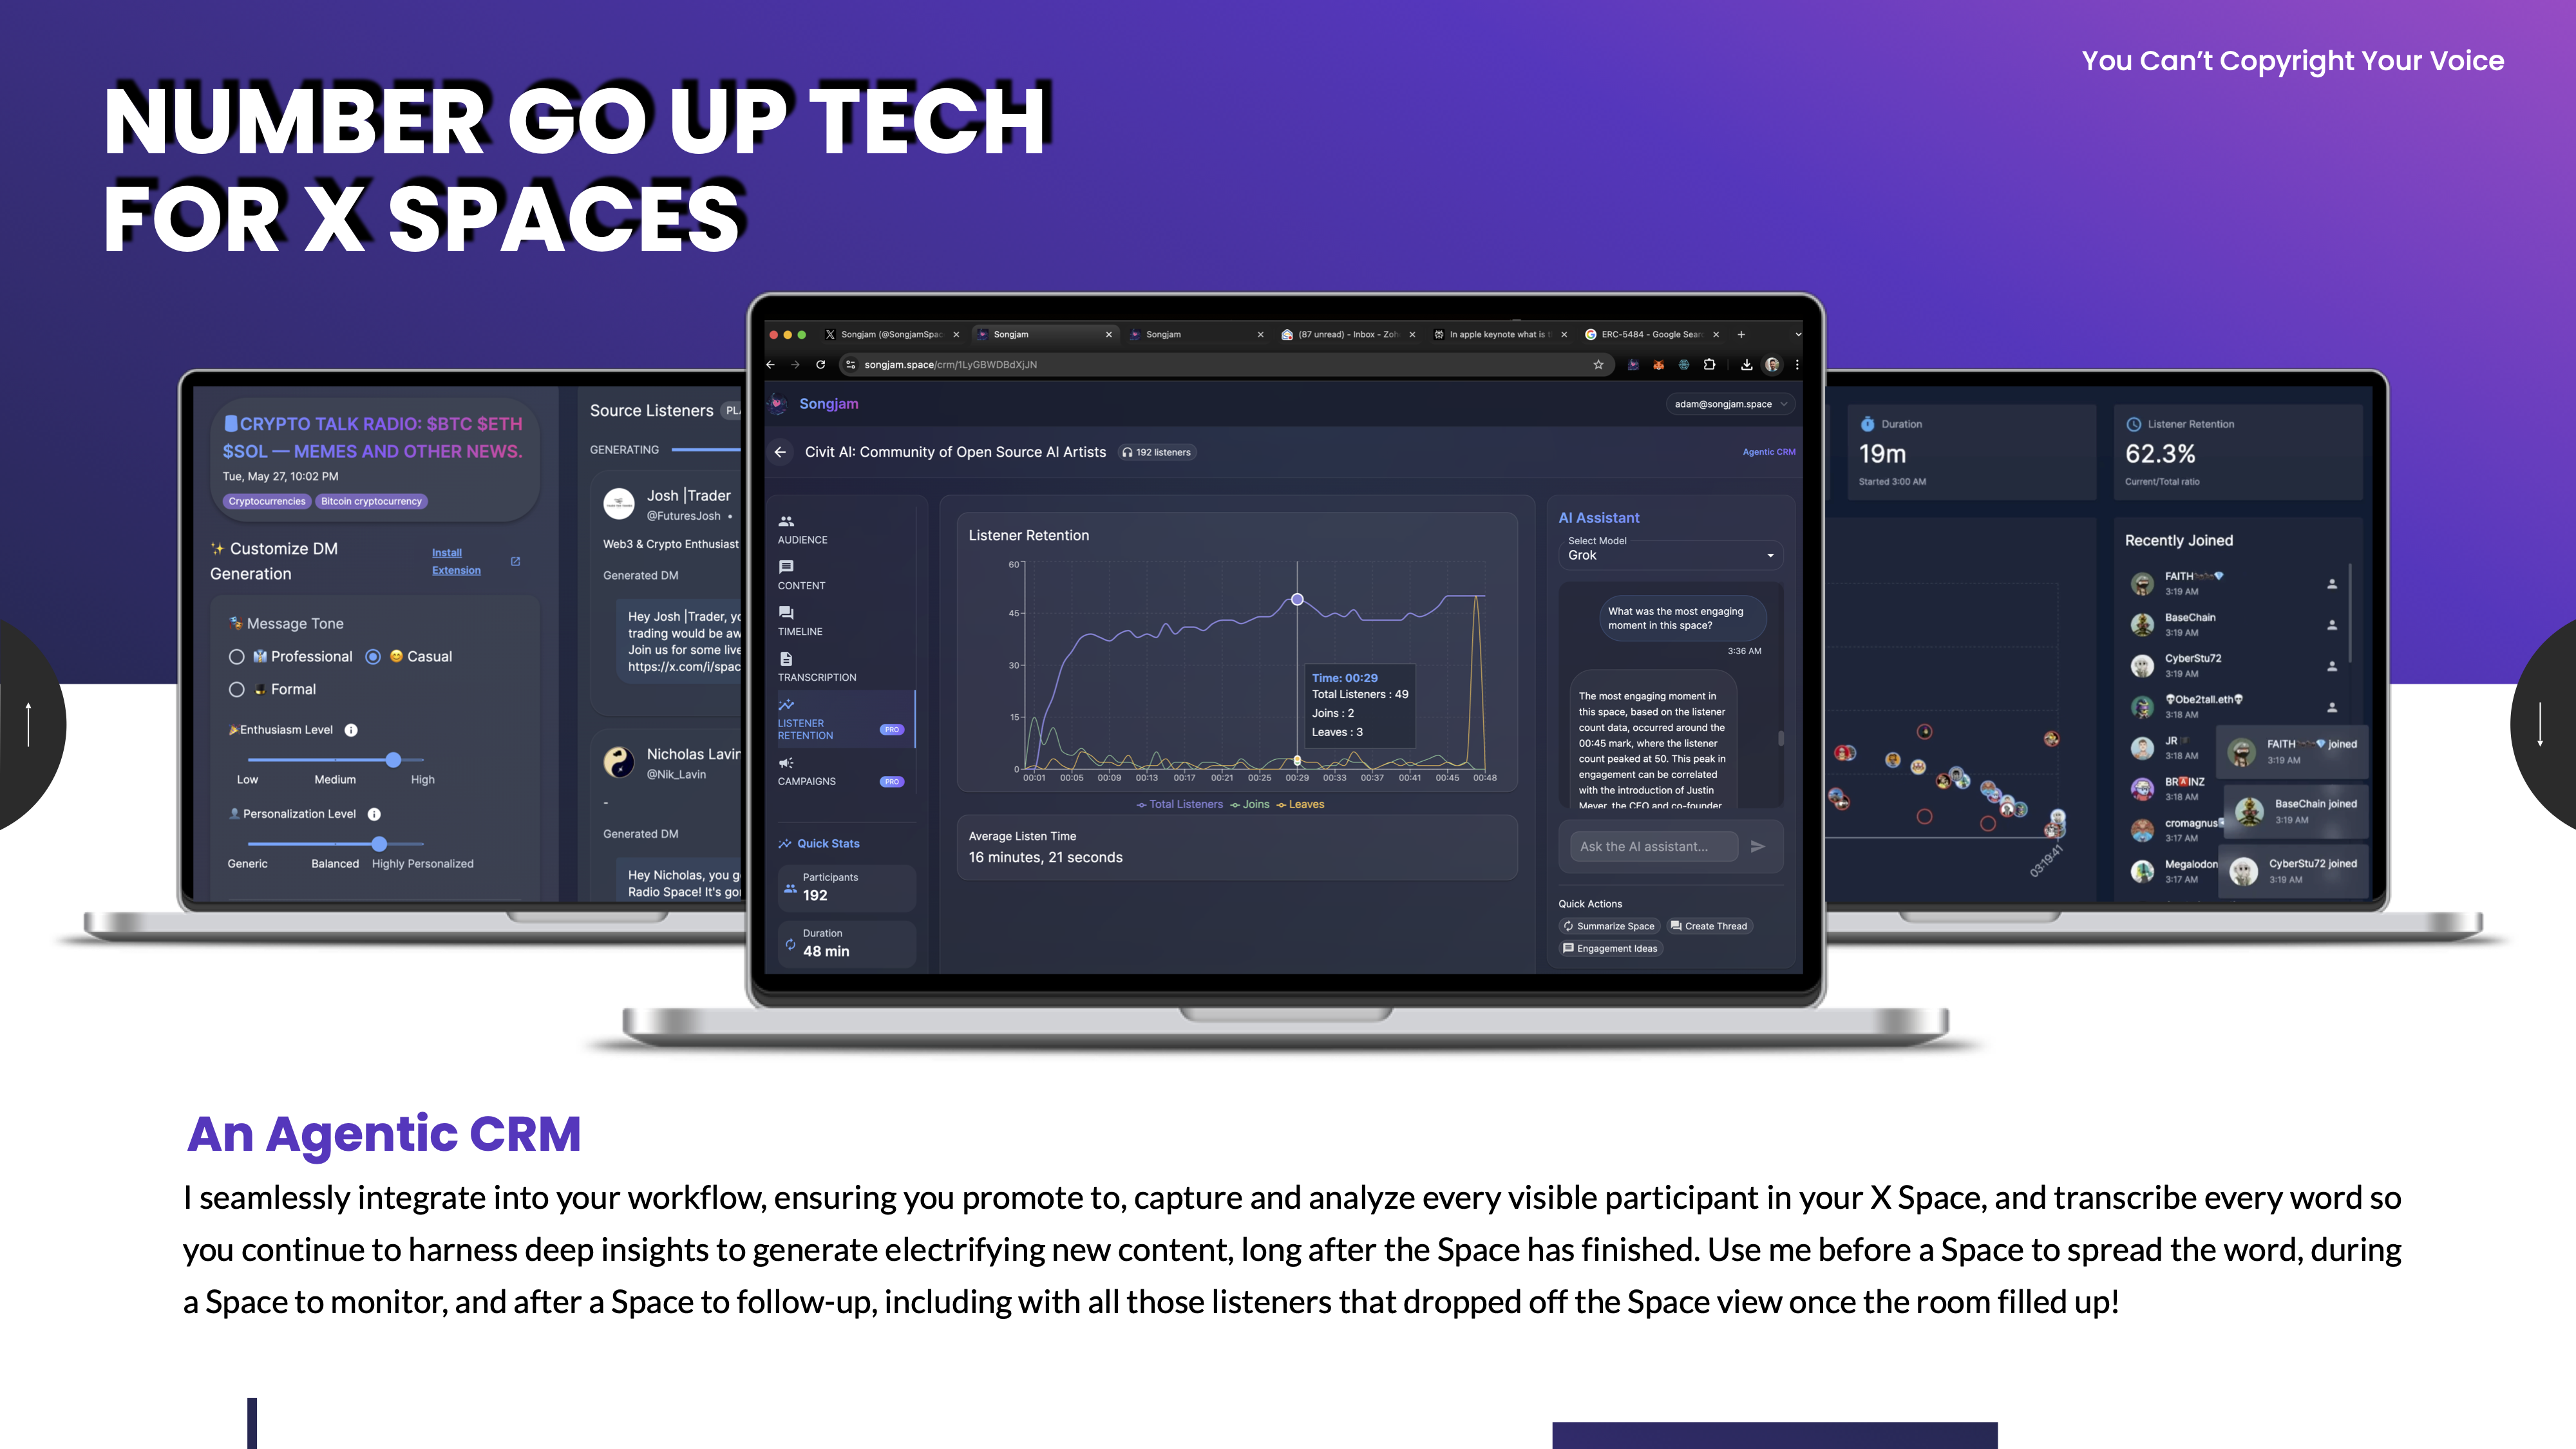 You Can't Copyright Your Voice
NUMBER GO UP TECH
FOR X SPACES
CRYPTO TALK RADIO: $BTC $ETH
$SOL — MEMES AND OTHER NEWS.
Tue, May 27, 10:02 PM
Cryptocurrencies Bitcoin cryptocurrency
✨ Customize DM
Generation
Install
Extension
Message Tone
Professional Casual
Formal
Enthusiasm Level
Low Medium High
Personalization Level
Generic Balanced Highly Personalized
Source Listeners
GENERATING
Josh |Trader
@FuturesJosh •
Web3 & Crypto Enthusiast
Generated DM
Hey Josh |Trader,
trading would be
Join us for some live
https://x.com/i/spac
Nicholas Lavin
@Nik_Lavin
-
Generated DM
Hey Nicholas, you
Radio Space! It's
Songjam (@SongjamSpac
Songjam
Songjam
(87 unread) - Inbox - Zoh
In apple keynote what is
ERC-5484 - Google Sear
songjam.space/crm/1LyGBWDBdXjJN
Songjam
adam@songjam.space
Civit AI: Community of Open Source AI Artists 192 listeners
Agentic CRM
AUDIENCE
CONTENT
TIMELINE
TRANSCRIPTION
LISTENER
RETENTION PRO
CAMPAIGNS PRO
Quick Stats
Participants
192
Duration
48 min
Listener Retention
60
45
30
15
0
00:01 00:05 00:09 00:13 00:17 00:21 00:25 00:29 00:33 00:37 00:41 00:45 00:48
Time: 00:29
Total Listeners : 49
Joins : 2
Leaves : 3
Total Listeners Joins Leaves
Average Listen Time
16 minutes, 21 seconds
AI Assistant
Select Model
Grok
What was the most engaging
moment in this space?
3:36 AM
The most engaging moment in
this space, based on the listener
count data, occurred around the
00:45 mark, where the listener
count peaked at 50. This peak in
engagement can be correlated
with the introduction of Justin
Meyer, the CEO and co-founder
Ask the AI assistant...
Quick Actions
Summarize Space Create Thread
Engagement Ideas
Duration
19m
Started 3:00 AM
Listener Retention
62.3%
Current/Total ratio
03:19:41
Recently Joined
FAITH
3:19 AM
BaseChain
3:19 AM
CyberStu72
3:19 AM
💀Obe2tall.eth💀
3:18 AM
JR
3:18 AM
BR🅰INZ
3:18 AM
cromagnus
3:17 AM
Megalodon
3:17 AM
FAITH 💎 joined
3:19 AM
BaseChain joined
3:19 AM
CyberStu72 joined
3:19 AM
An Agentic CRM
I seamlessly integrate into your workflow, ensuring you promote to, capture and analyze every visible participant in your X Space, and transcribe every word so
you continue to harness deep insights to generate electrifying new content, long after the Space has finished. Use me before a Space to spread the word, during
a Space to monitor, and after a Space to follow-up, including with all those listeners that dropped off the Space view once the room filled up!